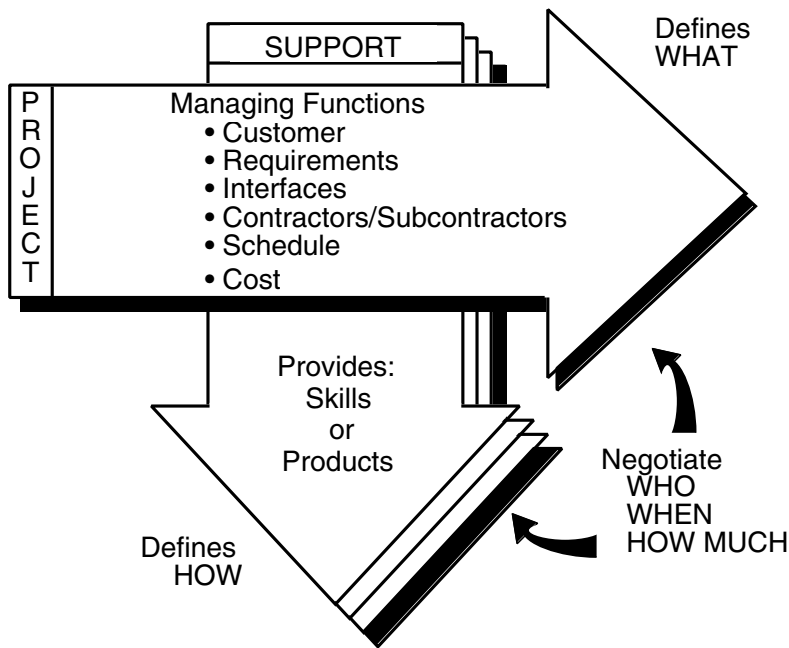 SUPPORT
Defines
WHAT
PROJECT
Managing Functions
• Customer
• Requirements
• Interfaces
• Contractors/Subcontractors
• Schedule
• Cost
Provides:
Skills
or
Products
Negotiate
WHO
WHEN
HOW MUCH
Defines
HOW